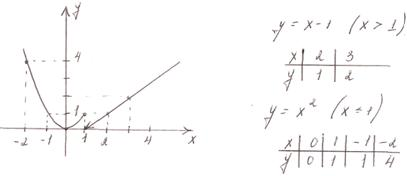 y
4
1
-2 -1 0 1 2 4 x
y = x-1 (x > 1)
x 2 3
y 1 2
y = x² (x ÷ 1)
x 0 1 -1 -2
y 0 1 1 4